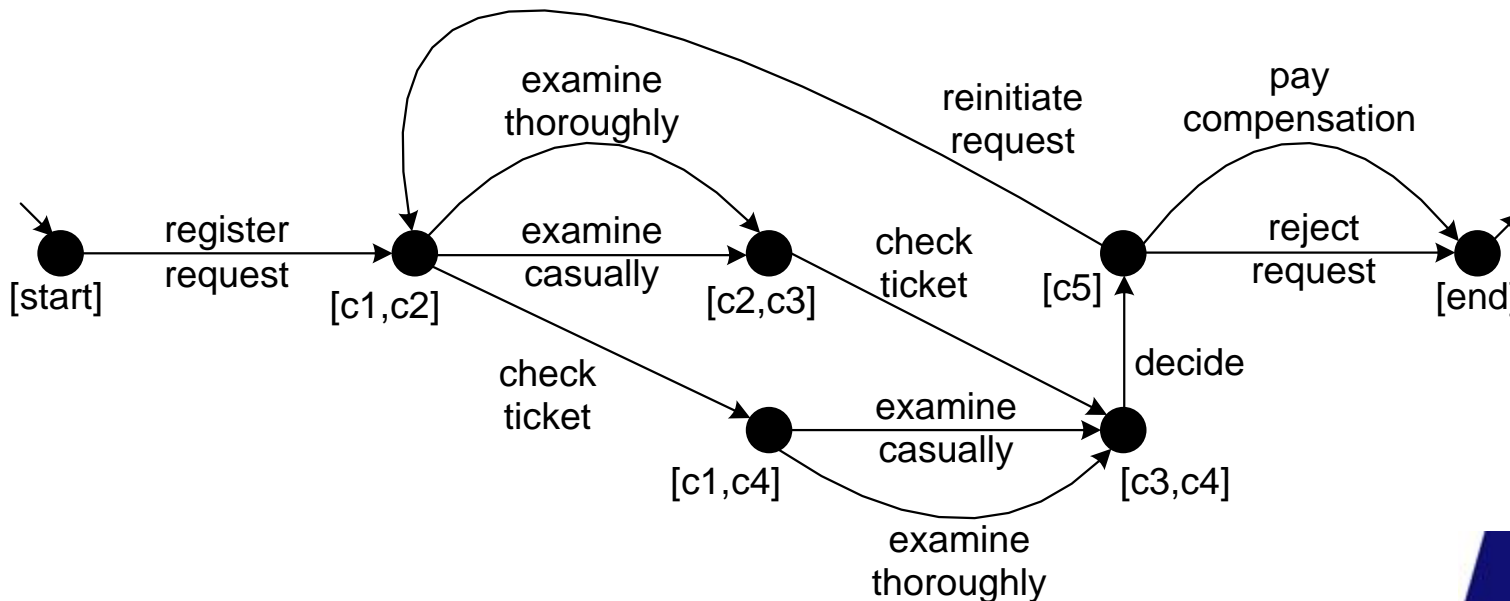 examine
thoroughly
reinitiate
request
pay
compensation
register
request
examine
casually
check
ticket
reject
request
[start]
[c1,c2]
[c2,c3]
[c5]
[end]
check
ticket
decide
examine
casually
[c1,c4]
[c3,c4]
examine
thoroughly